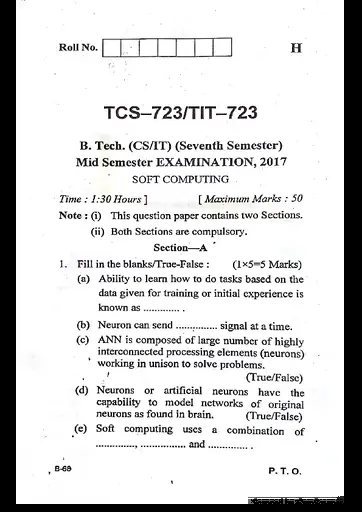 Roll No.
H
TCS–723/TIT–723
B. Tech. (CS/IT) (Seventh Semester)
Mid Semester EXAMINATION, 2017
SOFT COMPUTING
Time : 1:30 Hours ] [ Maximum Marks : 50
Note : (i) This question paper contains two Sections.
(ii) Both Sections are compulsory.
Section—A
1. Fill in the blanks/True-False : (1×5=5 Marks)
(a) Ability to learn how to do tasks based on the
data given for training or initial experience is
known as ............. .
(b) Neuron can send ............... signal at a time.
(c) ANN is composed of large number of highly
interconnected processing elements (neurons)
working in unison to solve problems.
(True/False)
(d) Neurons or artificial neurons have the
capability to model networks of original
neurons as found in brain. (True/False)
(e) Soft computing uses a combination of
.............., ................ and .............. .
B-68 P. T. O.